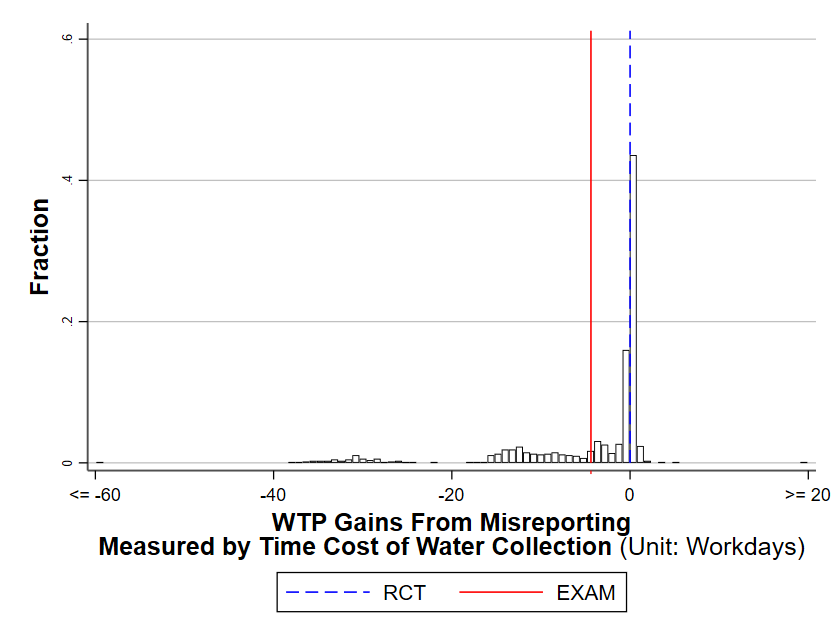 .6
.4
.2
0
Fraction
<= -60 -40 -20 0 >= 20
WTP Gains From Misreporting
Measured by Time Cost of Water Collection (Unit: Workdays)
RCT EXAM